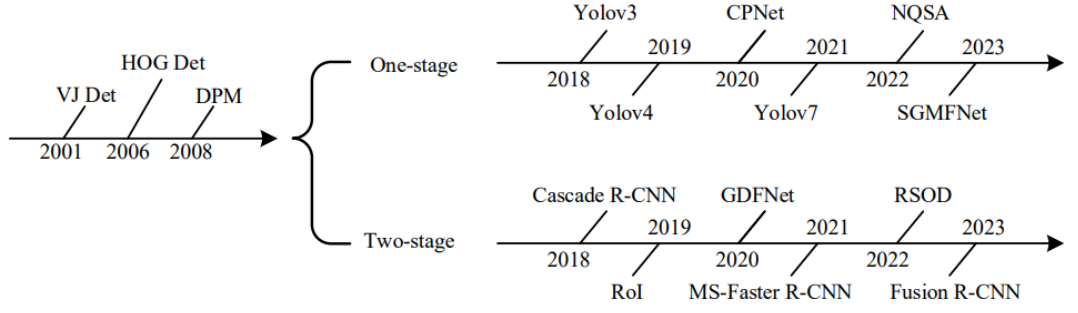 VJ Det
HOG Det
DPM
2001
2006
2008
One-stage
Yolov3
CPNet
NQSA
2018
2019
2020
2021
2022
2023
Yolov4
Yolov7
SGMFNet
Two-stage
Cascade R-CNN
GDFNet
RSOD
2018
2019
2020
2021
2022
2023
RoI
MS-Faster R-CNN
Fusion R-CNN